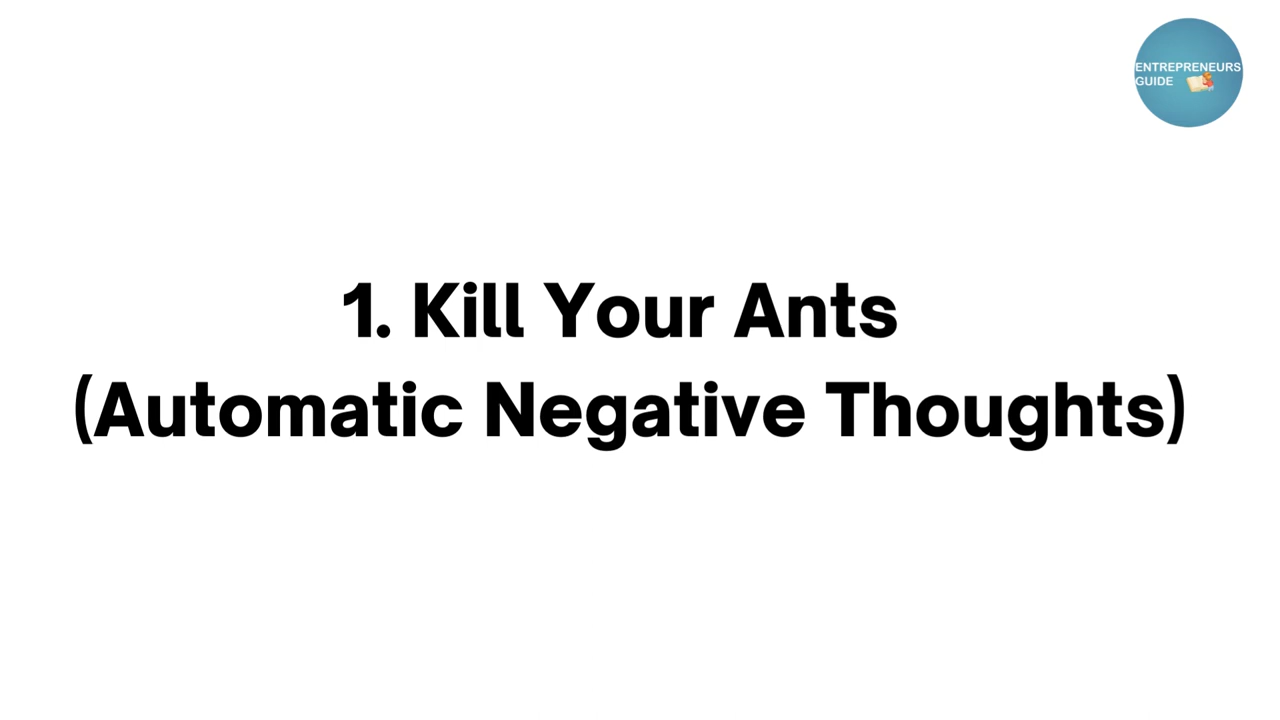 ENTREPRENEURS
GUIDE
1. Kill Your Ants
(Automatic Negative Thoughts)